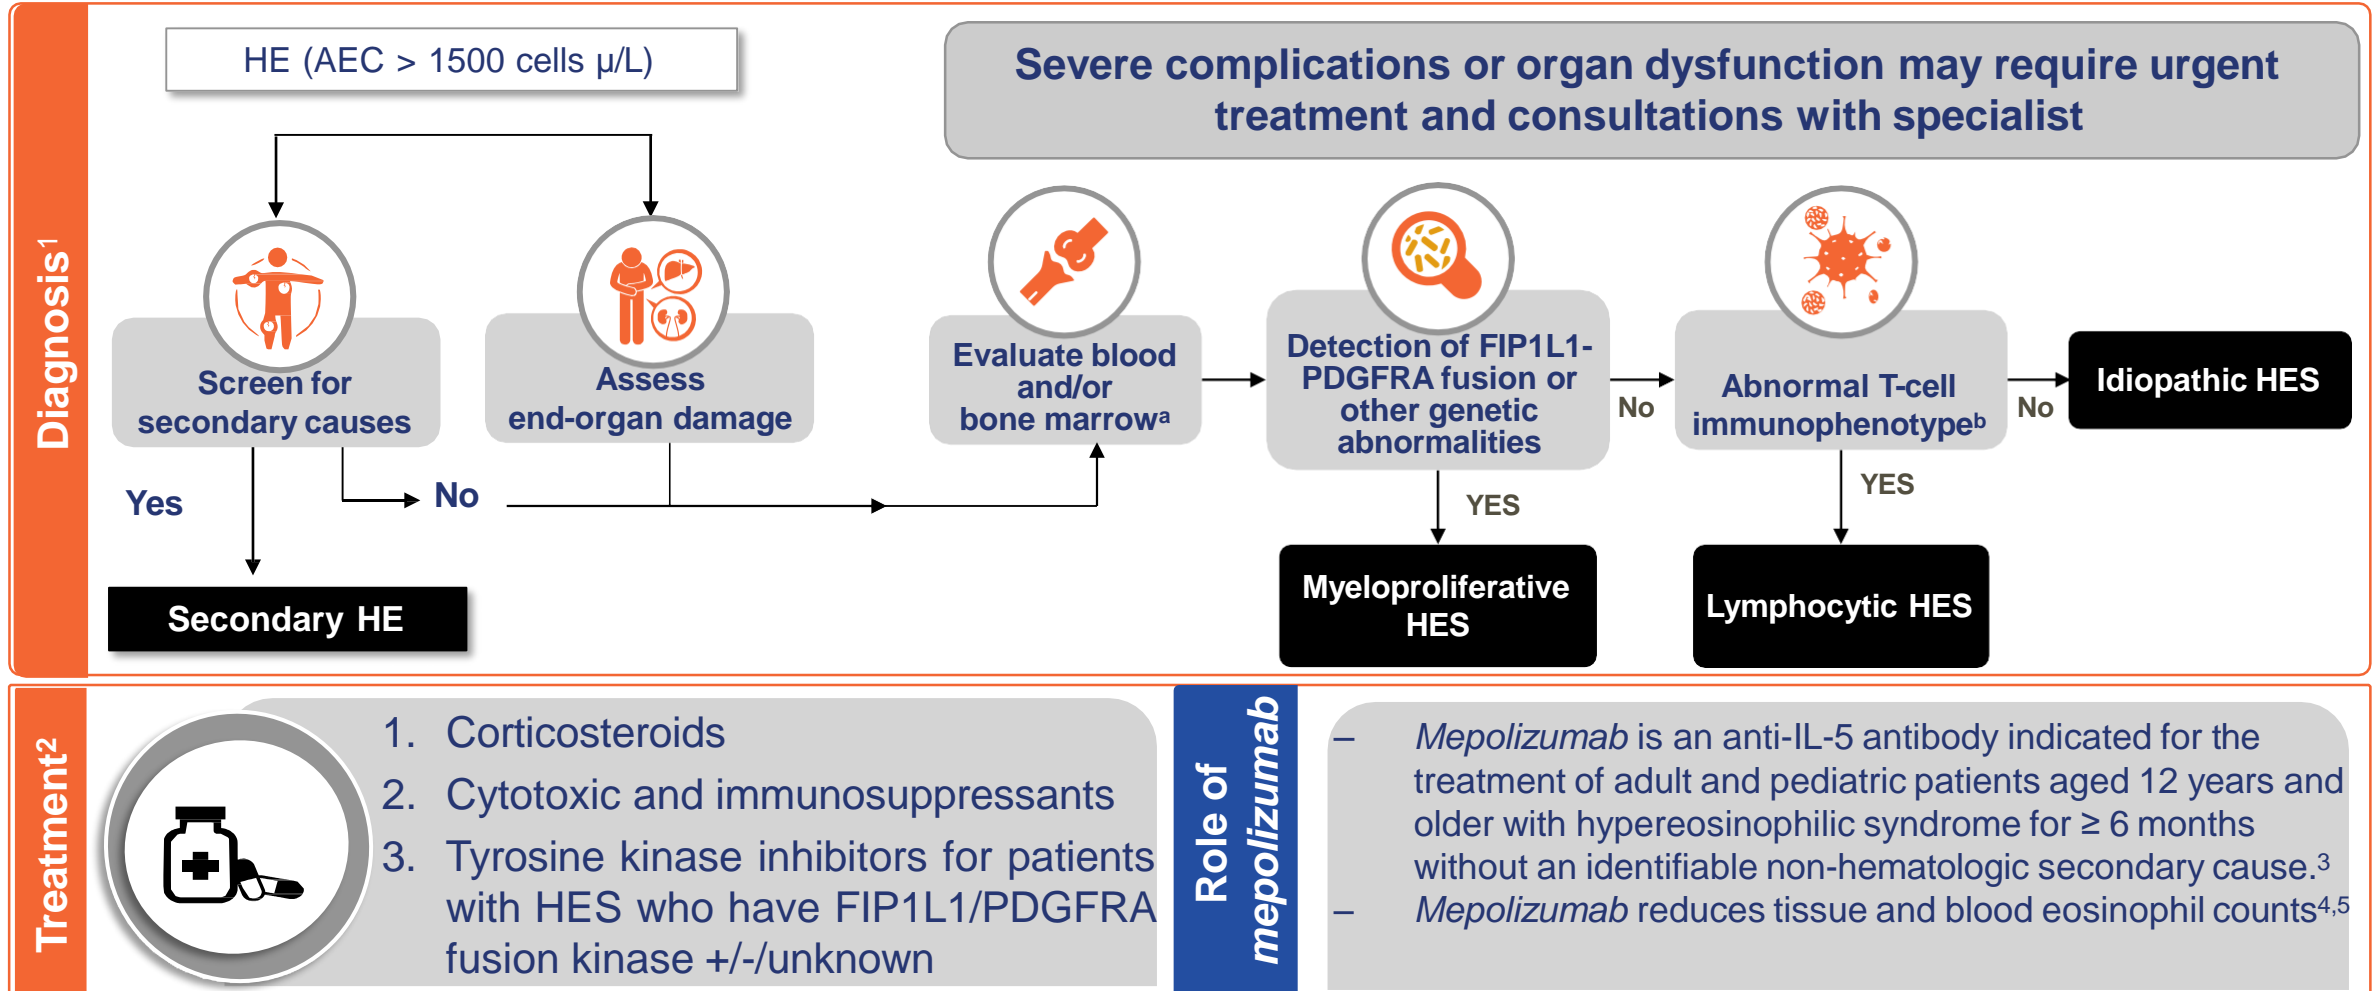 HE (AEC > 1500 cells µ/L)
Severe complications or organ dysfunction may require urgent
treatment and consultations with specialist
Diagnosis1
Screen for
secondary causes
Assess
end-organ damage
Evaluate blood
and/or
bone marrowa
Detection of FIP1L1-
PDGFRA fusion or
other genetic
abnormalities
No
Abnormal T-cell
immunophenotypeb
No
Idiopathic HES
Yes
No
YES
YES
Secondary HE
Myeloproliferative
HES
Lymphocytic HES
Treatment2
1. Corticosteroids
2. Cytotoxic and immunosuppressants
3. Tyrosine kinase inhibitors for patients
with HES who have FIP1L1/PDGFRA
fusion kinase +/-/unknown
Role of
mepolizumab
– Mepolizumab is an anti-IL-5 antibody indicated for the
treatment of adult and pediatric patients aged 12 years and
older with hypereosinophilic syndrome for ≥ 6 months
without an identifiable non-hematologic secondary cause.3
– Mepolizumab reduces tissue and blood eosinophil counts4,5